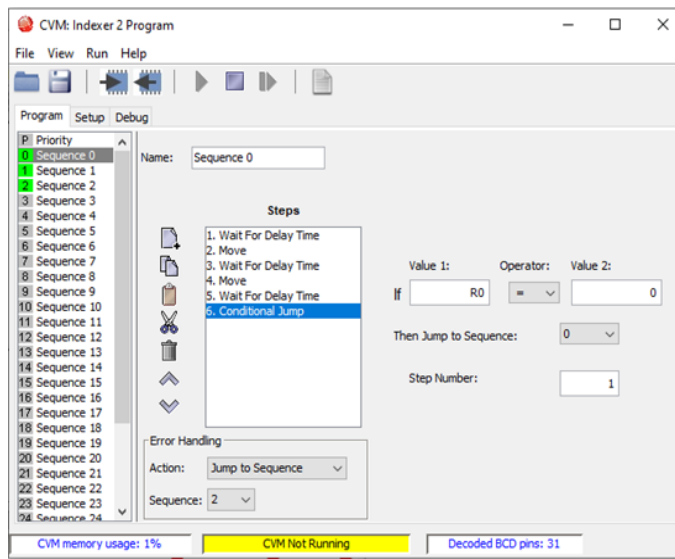 CVM: Indexer 2 Program
File View Run Help
Program Setup Debug
P Priority
0 Sequence 0
1 Sequence 1
2 Sequence 2
3 Sequence 3
4 Sequence 4
5 Sequence 5
6 Sequence 6
7 Sequence 7
8 Sequence 8
9 Sequence 9
10 Sequence 10
11 Sequence 11
12 Sequence 12
13 Sequence 13
14 Sequence 14
15 Sequence 15
16 Sequence 16
17 Sequence 17
18 Sequence 18
19 Sequence 19
20 Sequence 20
21 Sequence 21
22 Sequence 22
23 Sequence 23
24 Sequence 24
Name: Sequence 0
Steps
1. Wait For Delay Time
2. Move
3. Wait For Delay Time
4. Move
5. Wait For Delay Time
6. Conditional Jump
Value 1: Operator: Value 2:
If R0 = 0
Then Jump to Sequence: 0
Step Number: 1
Error Handling
Action: Jump to Sequence
Sequence: 2
CVM memory usage: 1% CVM Not Running Decoded BCD pins: 31